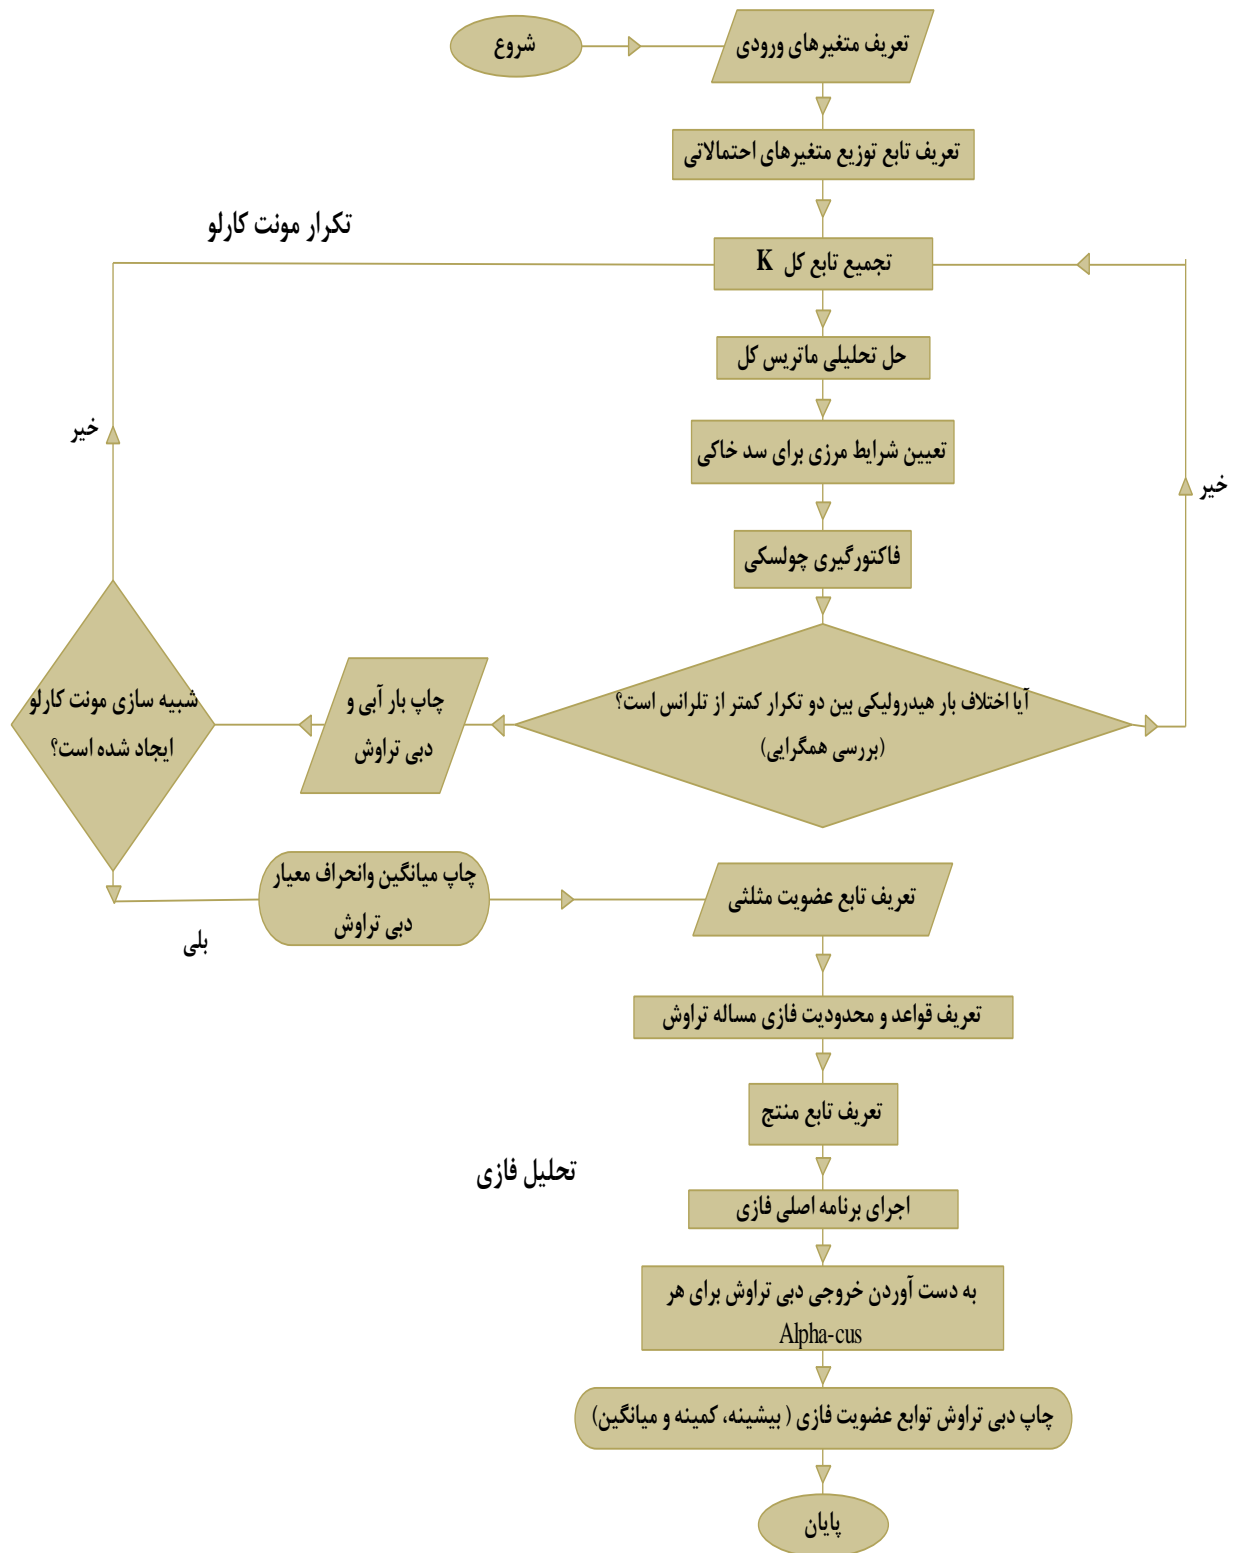 شروع
تعریف متغیرهای ورودی
تعریف تابع توزیع متغیرهای احتمالاتی
تکرار مونت کارلو
تجمیع تابع کل K
حل تحلیلی ماتریس کل
تعیین شرایط مرزی برای سد خاکی
خیر
خیر
فاکتورگیری چولسکی
آیا اختلاف بار هیدرولیکی بین دو تکرار کمتر از تلرانس است؟
(بررسی همگرایی)
چاپ بار آبی و
دبی تراوش
شبیه سازی مونت کارلو
ایجاد شده است؟
بلی
چاپ میانگین وانحراف معیار
دبی تراوش
تعریف تابع عضویت مثلثی
تعریف قواعد و محدودیت فازی مساله تراوش
تعریف تابع منتج
تحلیل فازی
اجرای برنامه اصلی فازی
به دست آوردن خروجی دبی تراوش برای هر
Alpha-cus
چاپ دبی تراوش توابع عضویت فازی ( بیشینه، کمینه و میانگین)
پایان